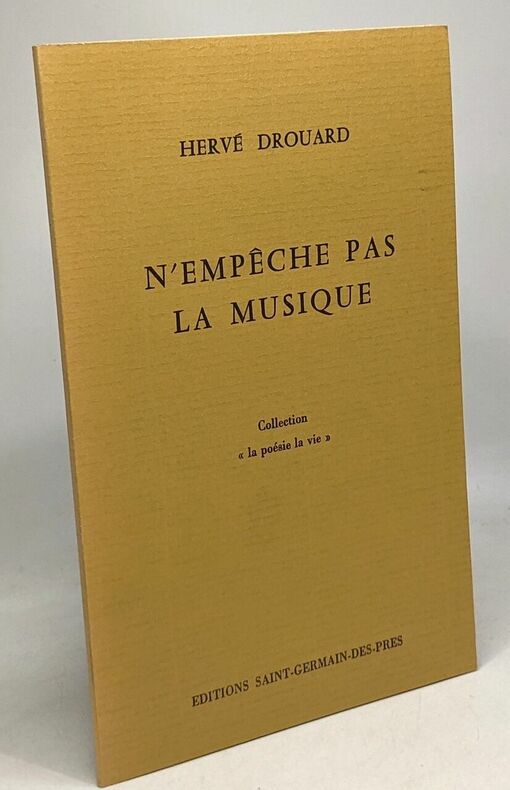 HERVÉ DROUARD
N'EMPÊCHE PAS
LA MUSIQUE
Collection
« la poésie la vie »
EDITIONS SAINT-GERMAIN-DES-PRES